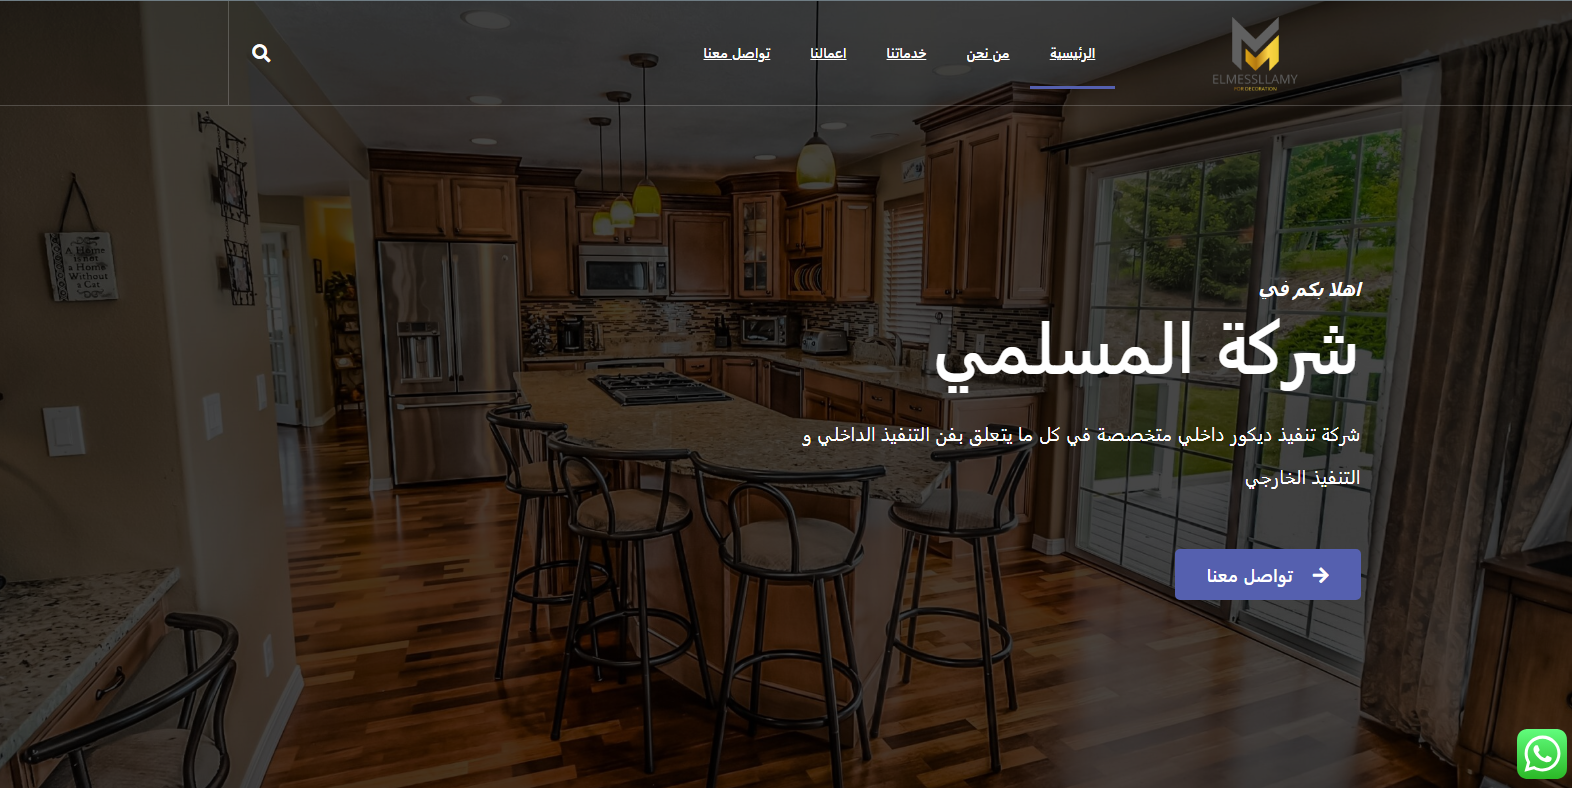 ELMESSLLAMY
FOR DECORATION
الرئيسية
من نحن
خدماتنا
اعمالنا
تواصل معنا
اهلا بكم في
شركة المسلمي
شركة تنفيذ ديكور داخلي متخصصة في كل ما يتعلق بفن التنفيذ الداخلي و
التنفيذ الخارجي
تواصل معنا
A Home
is not
a Home
Without
a Cat